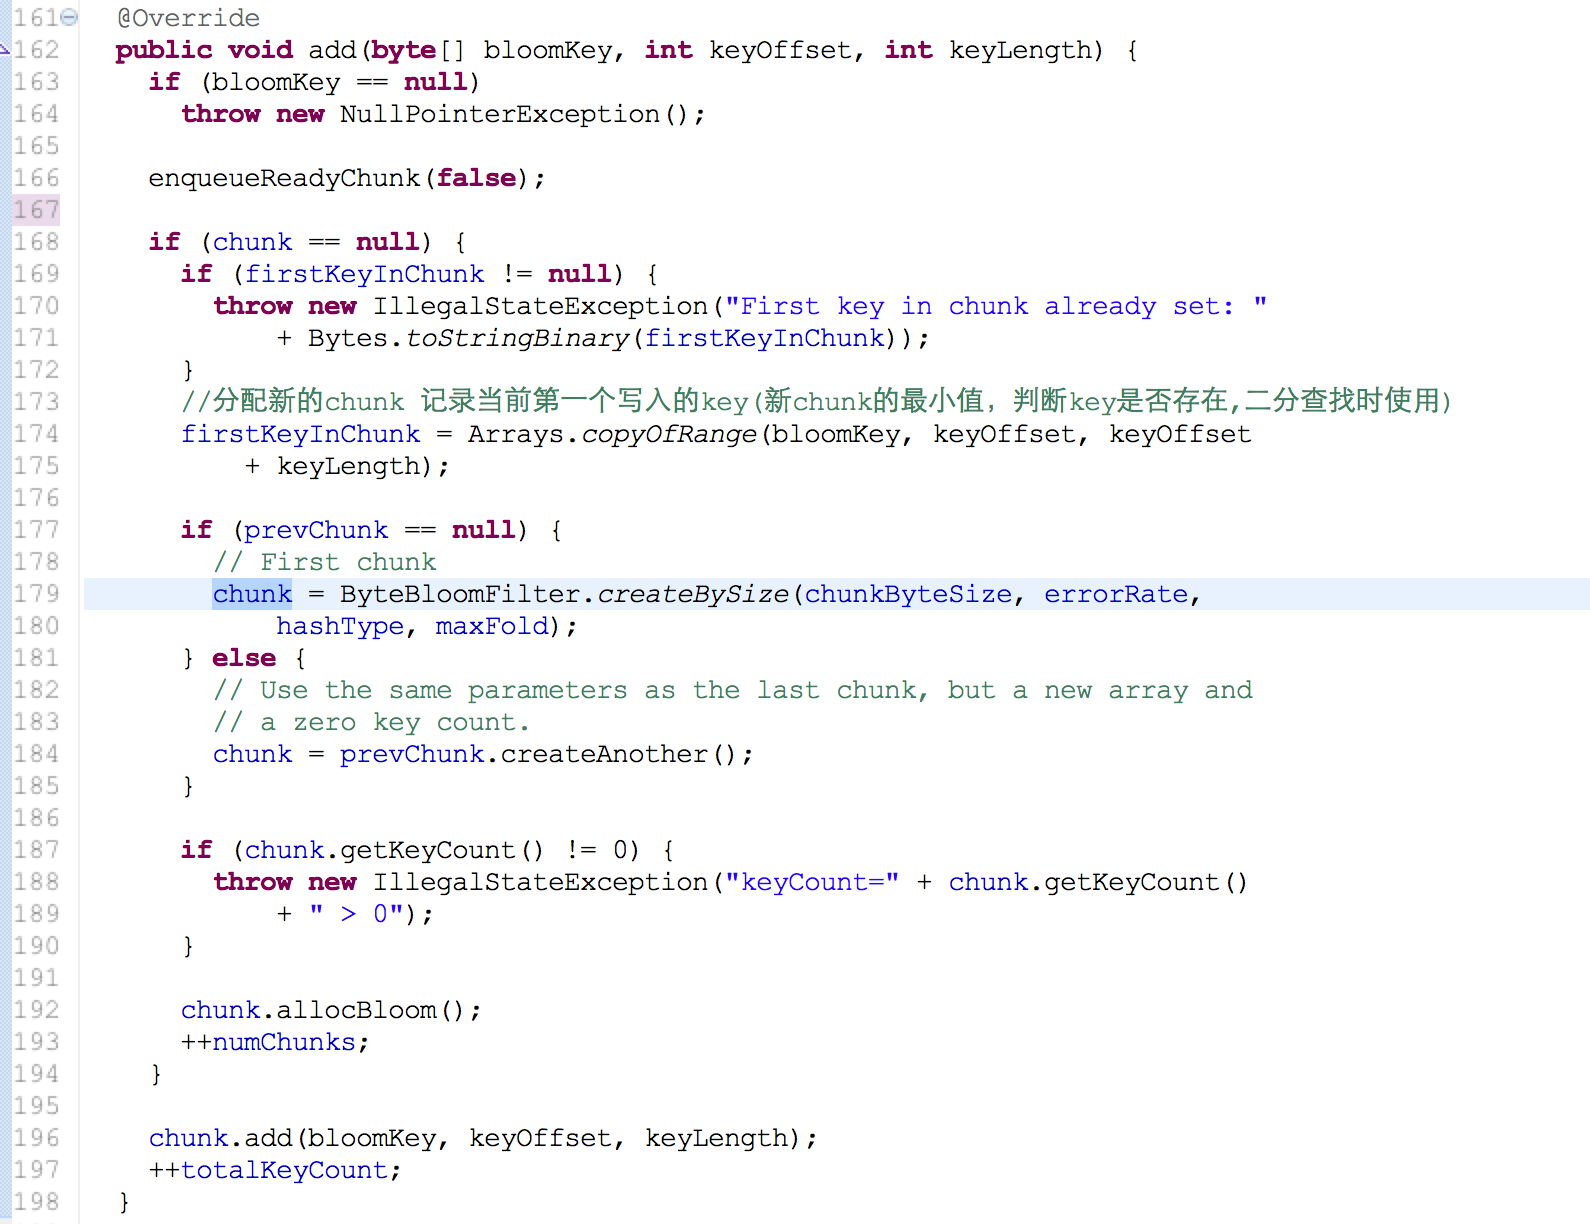 161 @Override
162 public void add(byte[] bloomKey, int keyOffset, int keyLength) {
163 if (bloomKey == null)
164 throw new NullPointerException();
165
166 enqueueReadyChunk(false);
167
168 if (chunk == null) {
169 if (firstKeyInChunk != null) {
170 throw new IllegalStateException("First key in chunk already set: "
171 + Bytes.toStringBinary(firstKeyInChunk));
172 }
173 //分配新的chunk 记录当前第一个写入的key(新chunk的最小值，判断key是否存在,二分查找时使用)
174 firstKeyInChunk = Arrays.copyOfRange(bloomKey, keyOffset, keyOffset
175 + keyLength);
176
177 if (prevChunk == null) {
178 // First chunk
179 chunk = ByteBloomFilter.createBySize(chunkByteSize, errorRate,
180 hashType, maxFold);
181 } else {
182 // Use the same parameters as the last chunk, but a new array and
183 // a zero key count.
184 chunk = prevChunk.createAnother();
185 }
186
187 if (chunk.getKeyCount() != 0) {
188 throw new IllegalStateException("keyCount=" + chunk.getKeyCount()
189 + " > 0");
190 }
191
192 chunk.allocBloom();
193 ++numChunks;
194 }
195
196 chunk.add(bloomKey, keyOffset, keyLength);
197 ++totalKeyCount;
198 }